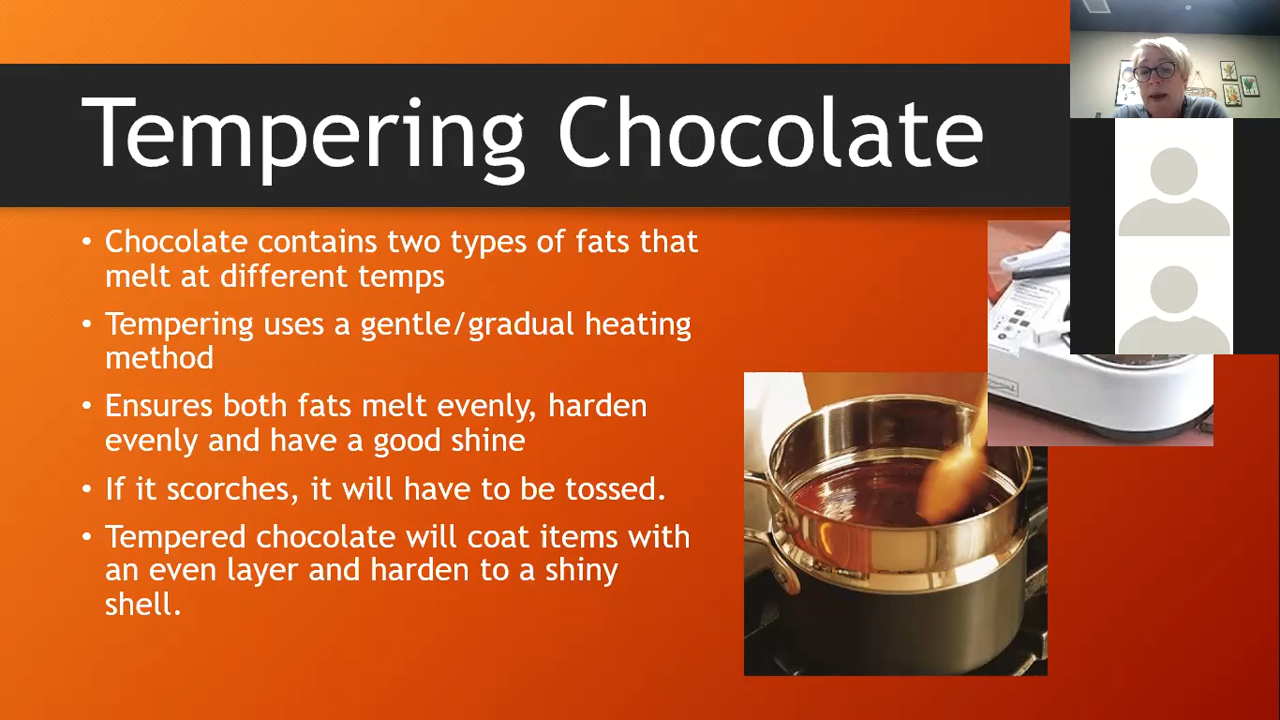 Tempering Chocolate
• Chocolate contains two types of fats that
melt at different temps
• Tempering uses a gentle/gradual heating
method
• Ensures both fats melt evenly, harden
evenly and have a good shine
• If it scorches, it will have to be tossed.
• Tempered chocolate will coat items with
an even layer and harden to a shiny
shell.